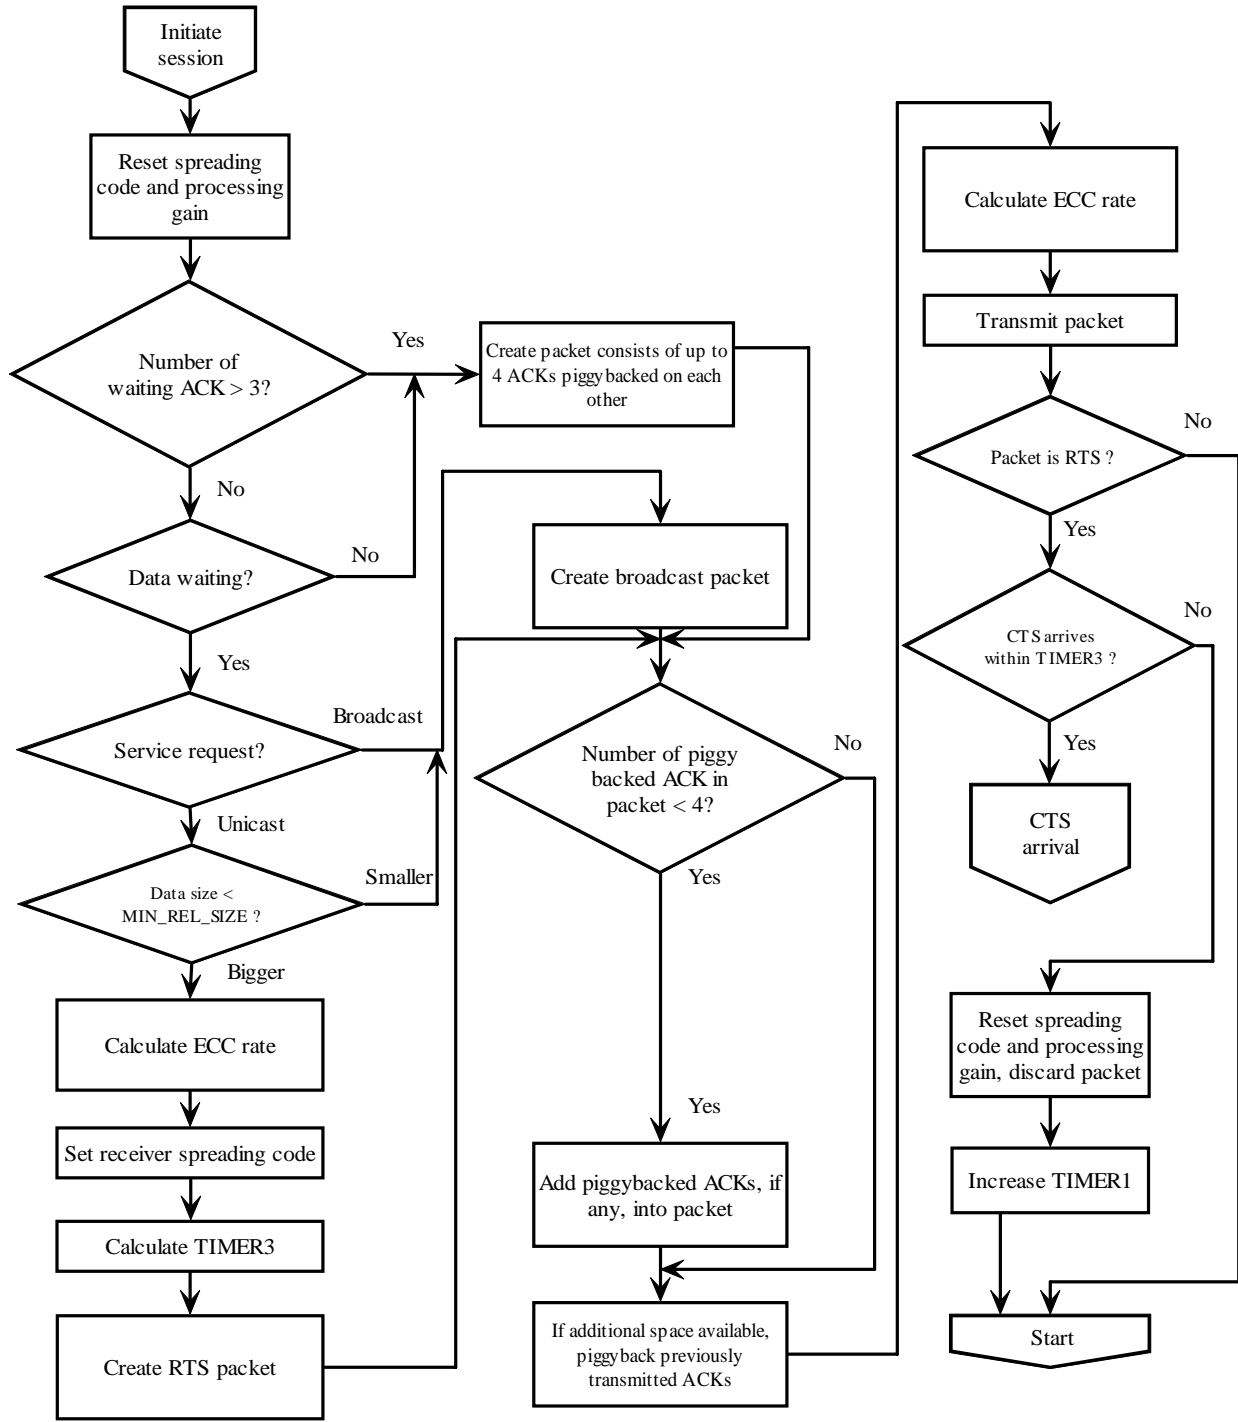 Initiate
session
Reset spreading
code and processing
gain
Number of
waiting ACK > 3?
Yes
No
Data waiting?
No
Yes
Service request?
Broadcast
Unicast
Data size <
MIN_REL_SIZE ?
Smaller
Bigger
Calculate ECC rate
Set receiver spreading code
Calculate TIMER3
Create RTS packet
Create packet consists of up to
4 ACKs piggybacked on each
other
Create broadcast packet
Number of piggy
backed ACK in
packet < 4?
No
Yes
Yes
Add piggybacked ACKs, if
any, into packet
If additional space available,
piggyback previously
transmitted ACKs
Calculate ECC rate
Transmit packet
Packet is RTS ?
No
Yes
CTS arrives
within TIMER3 ?
No
Yes
CTS
arrival
Reset spreading
code and processing
gain, discard packet
Increase TIMER1
Start